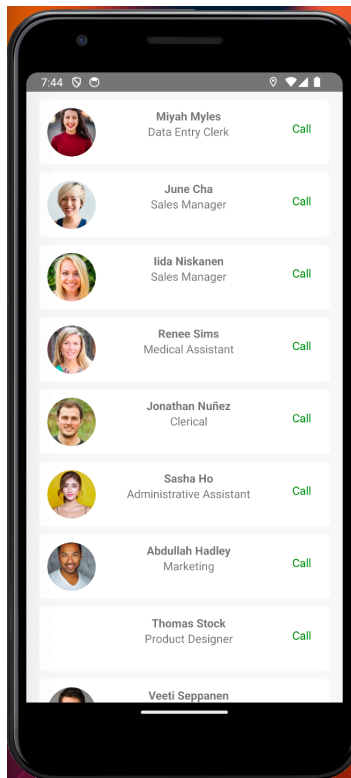 7:44
Miyah Myles
Data Entry Clerk
Call
June Cha
Sales Manager
Call
Iida Niskanen
Sales Manager
Call
Renee Sims
Medical Assistant
Call
Jonathan Nuñez
Clerical
Call
Sasha Ho
Administrative Assistant
Call
Abdullah Hadley
Marketing
Call
Thomas Stock
Product Designer
Call
Veeti Seppanen